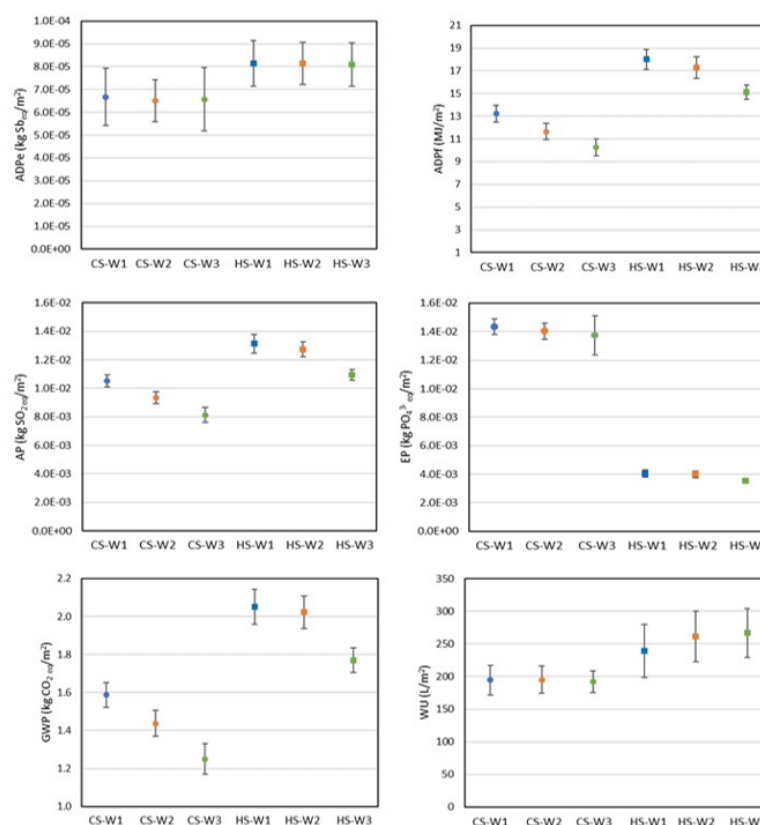 1.0E-04
9.0E-05
8.0E-05
7.0E-05
6.0E-05
5.0E-05
4.0E-05
3.0E-05
2.0E-05
1.0E-05
0.0E+00
ADPe (kg Sbeq/m²)
CS-W1 CS-W2 CS-W3 HS-W1 HS-W2 HS-W3
21
19
17
15
13
11
9
7
5
3
1
ADPf (MJ/m²)
CS-W1 CS-W2 CS-W3 HS-W1 HS-W2 HS-W3
1.6E-02
1.4E-02
1.2E-02
1.0E-02
8.0E-03
6.0E-03
4.0E-03
2.0E-03
0.0E+00
AP (kg SO2 eq/m²)
CS-W1 CS-W2 CS-W3 HS-W1 HS-W2 HS-W3
1.6E-02
1.4E-02
1.2E-02
1.0E-02
8.0E-03
6.0E-03
4.0E-03
2.0E-03
0.0E+00
EP (kg PO4³⁻ eq/m²)
CS-W1 CS-W2 CS-W3 HS-W1 HS-W2
2.2
2.0
1.8
1.6
1.4
1.2
1.0
GWP (kg CO2 eq/m²)
CS-W1 CS-W2 CS-W3 HS-W1 HS-W2 HS-W3
350
300
250
200
150
100
50
0
WU (L/m²)
CS-W1 CS-W2 CS-W3 HS-W1 HS-W2